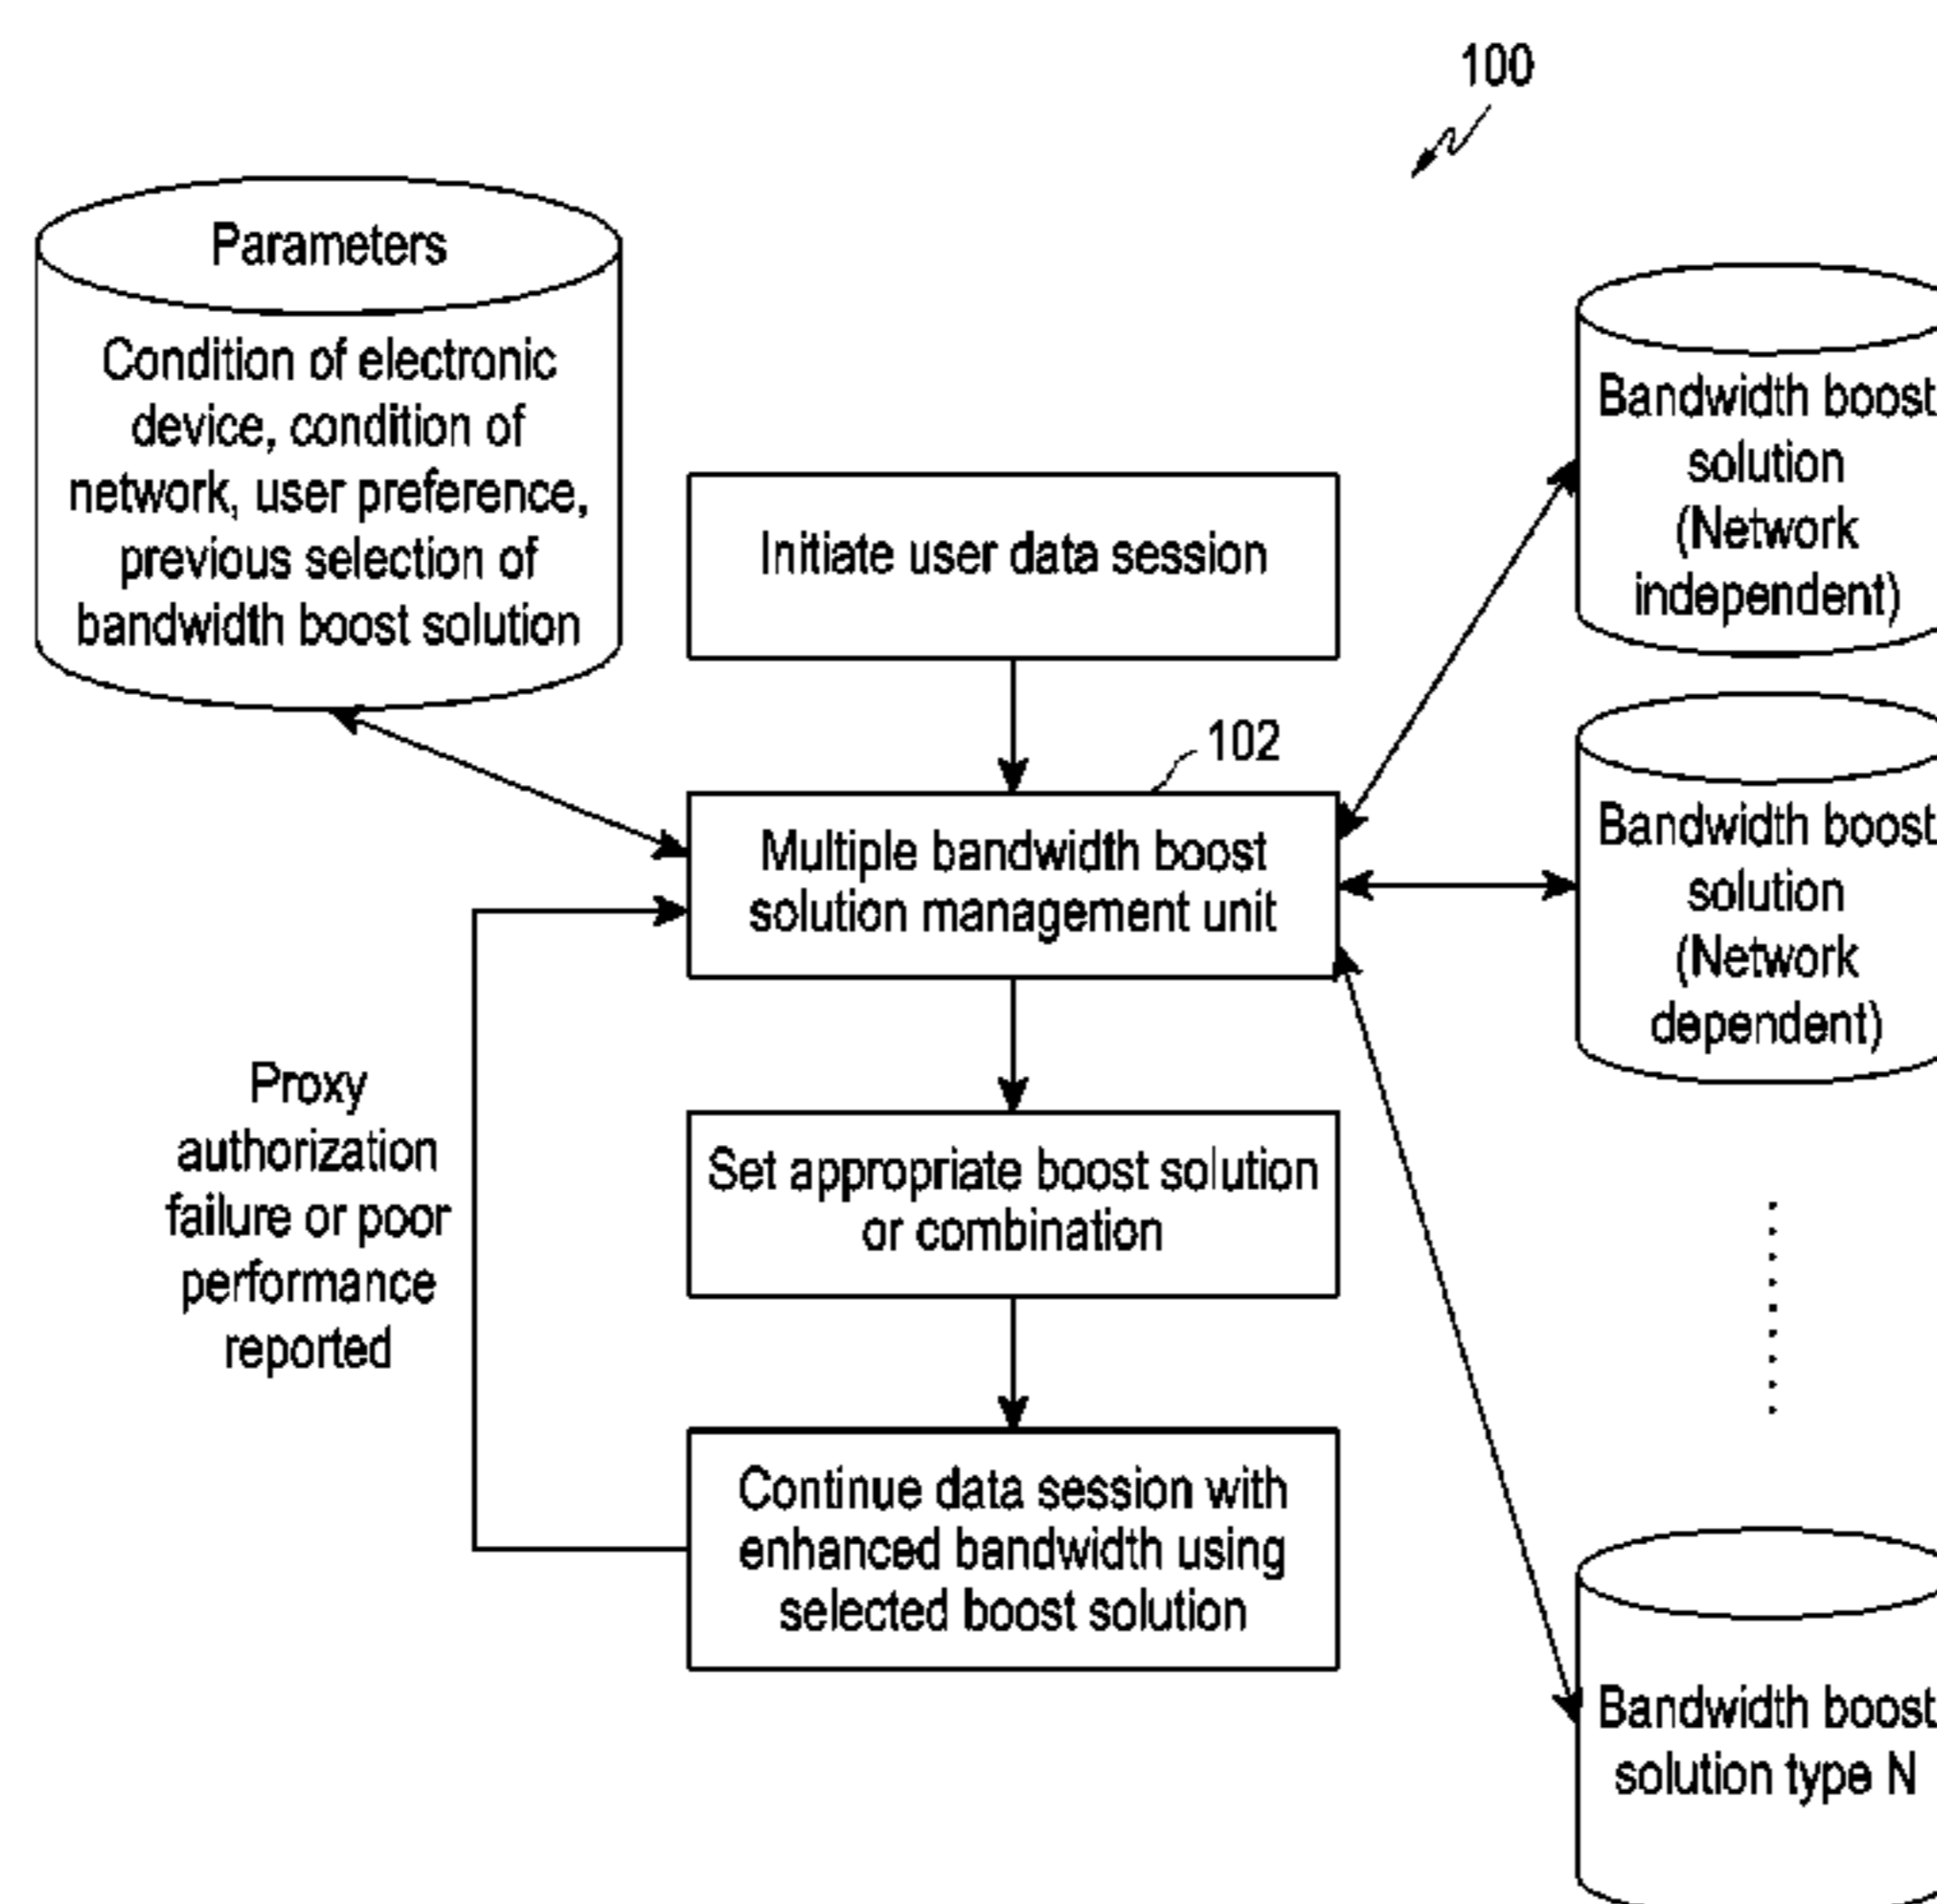 100
Parameters
Condition of electronic
device, condition of
network, user preference,
previous selection of
bandwidth boost solution
Initiate user data session
Bandwidth boost
solution
(Network
independent)
102
Multiple bandwidth boost
solution management unit
Bandwidth boost
solution
(Network
dependent)
Proxy
authorization
failure or poor
performance
reported
Set appropriate boost solution
or combination
Continue data session with
enhanced bandwidth using
selected boost solution
Bandwidth boost
solution type N